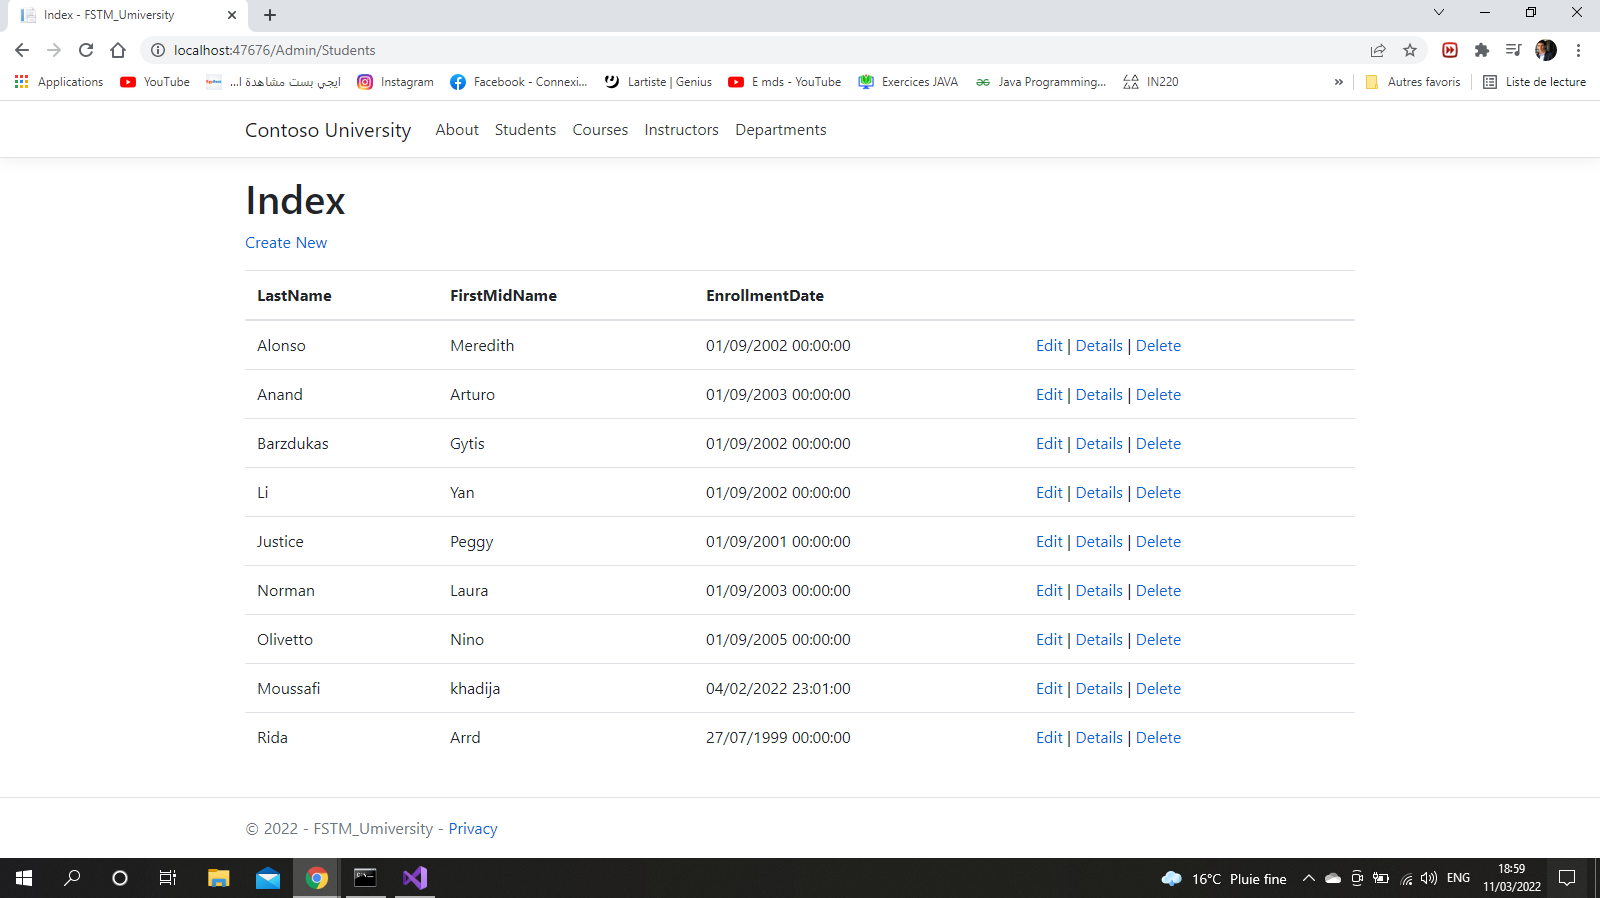 Index - FSTM_Umiversity
localhost:47676/Admin/Students
Applications YouTube ايجي بست مشاهدة ا... Instagram Facebook - Connexi... Lartiste | Genius E mds - YouTube Exercices JAVA Java Programming... IN220 » Autres favoris Liste de lecture
Contoso University About Students Courses Instructors Departments
Index
Create New
LastName FirstMidName EnrollmentDate
Alonso Meredith 01/09/2002 00:00:00 Edit | Details | Delete
Anand Arturo 01/09/2003 00:00:00 Edit | Details | Delete
Barzdukas Gytis 01/09/2002 00:00:00 Edit | Details | Delete
Li Yan 01/09/2002 00:00:00 Edit | Details | Delete
Justice Peggy 01/09/2001 00:00:00 Edit | Details | Delete
Norman Laura 01/09/2003 00:00:00 Edit | Details | Delete
Olivetto Nino 01/09/2005 00:00:00 Edit | Details | Delete
Moussafi khadija 04/02/2022 23:01:00 Edit | Details | Delete
Rida Arrd 27/07/1999 00:00:00 Edit | Details | Delete
© 2022 - FSTM_Umiversity - Privacy
16°C Pluie fine ENG 18:59
11/03/2022